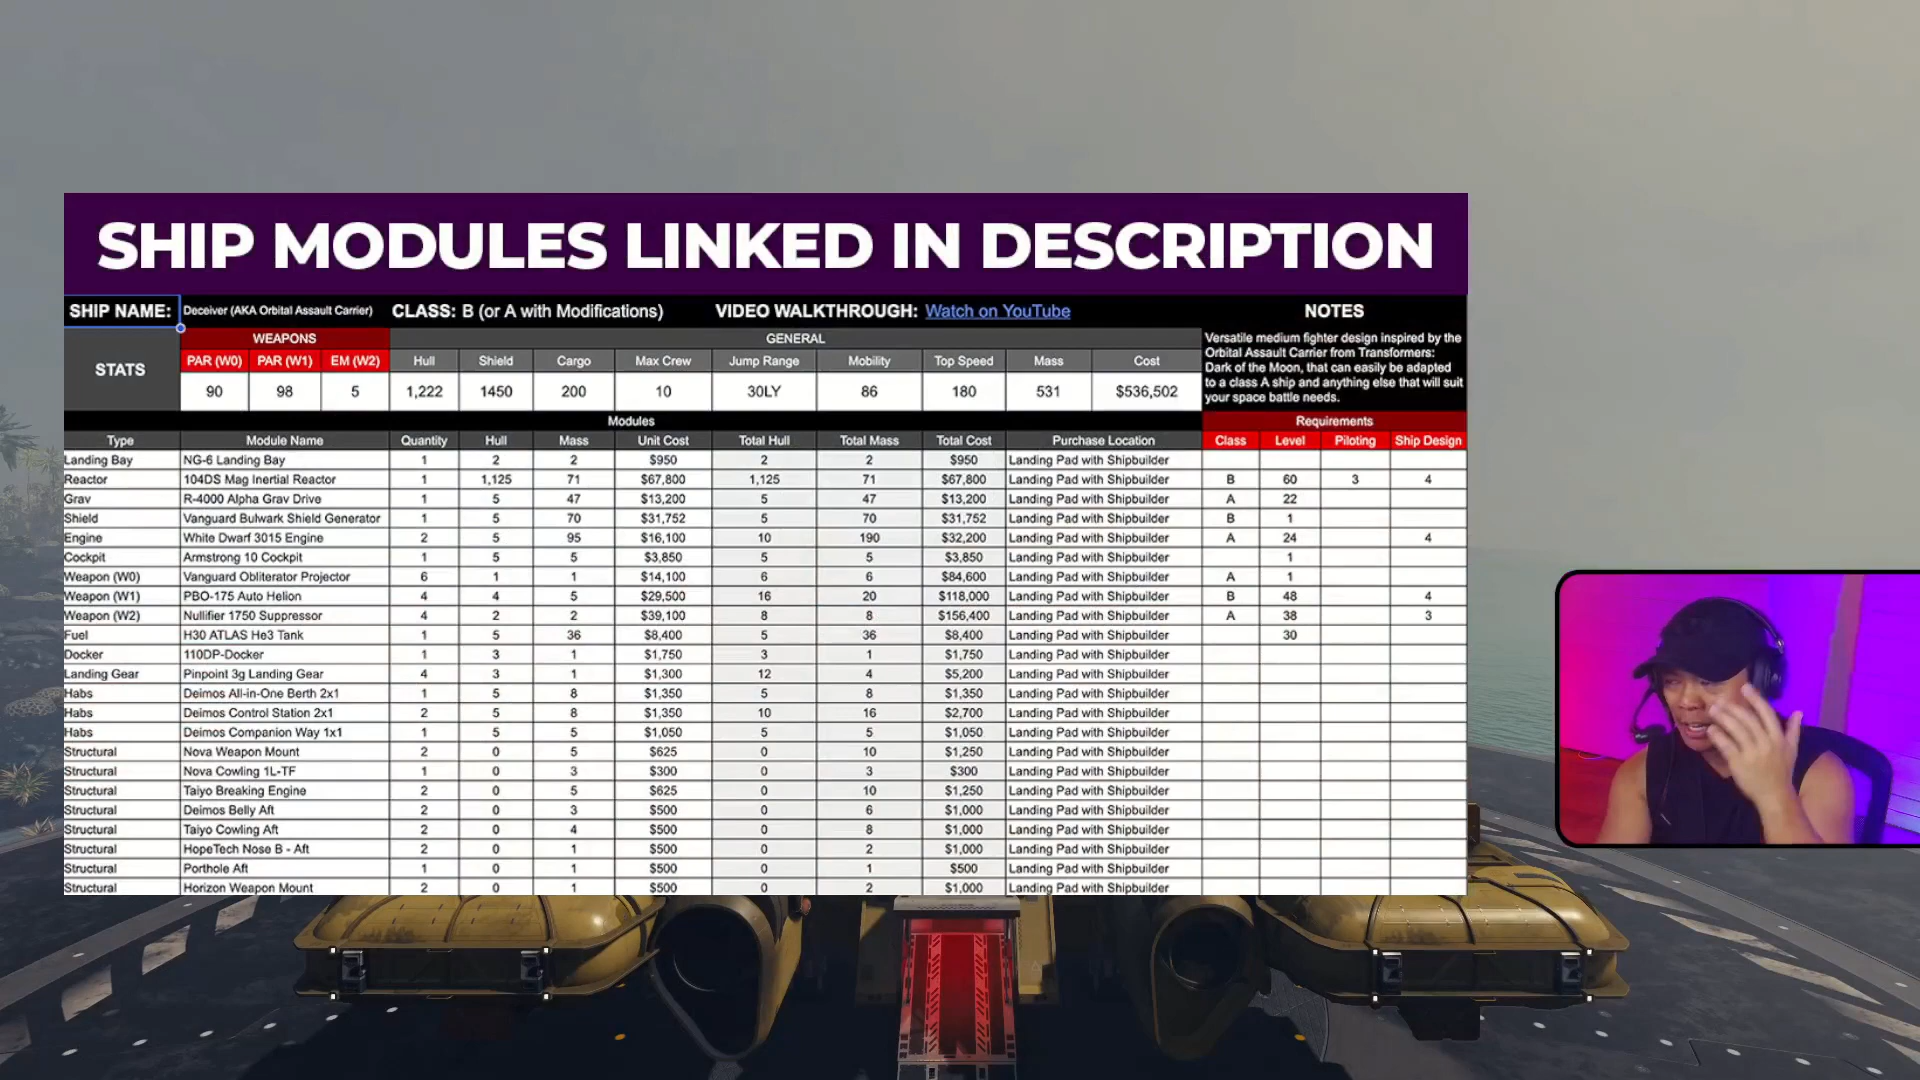 SHIP MODULES LINKED IN DESCRIPTION
SHIP NAME: Deceiver (AKA Orbital Assault Carrier) CLASS: B (or A with Modifications) VIDEO WALKTHROUGH: Watch on YouTube NOTES
STATS WEAPONS GENERAL
PAR (W0) PAR (W1) EM (W2) Hull Shield Cargo Max Crew Jump Range Mobility Top Speed Mass Cost
90 98 5 1,222 1450 200 10 30LY 86 180 531 $536,502
Versatile medium fighter design inspired by the
Orbital Assault Carrier from Transformers:
Dark of the Moon, that can easily be adapted
to a class A ship and anything else that will suit
your space battle needs.
Modules Requirements
Type Module Name Quantity Hull Mass Unit Cost Total Hull Total Mass Total Cost Purchase Location Class Level Piloting Ship Design
Landing Bay NG-6 Landing Bay 1 2 2 $950 2 2 $950 Landing Pad with Shipbuilder
Reactor 104DS Mag Inertial Reactor 1 1,125 71 $67,800 1,125 71 $67,800 Landing Pad with Shipbuilder B 60 3 4
Grav R-4000 Alpha Grav Drive 1 5 47 $13,200 5 47 $13,200 Landing Pad with Shipbuilder A 22
Shield Vanguard Bulwark Shield Generator 1 5 70 $31,752 5 70 $31,752 Landing Pad with Shipbuilder B 1
Engine White Dwarf 3015 Engine 2 5 95 $16,100 10 190 $32,200 Landing Pad with Shipbuilder A 24 4
Cockpit Armstrong 10 Cockpit 1 5 5 $3,850 5 5 $3,850 Landing Pad with Shipbuilder 1
Weapon (W0) Vanguard Obliterator Projector 6 1 1 $14,100 6 6 $84,600 Landing Pad with Shipbuilder A 1
Weapon (W1) PBO-175 Auto Helion 4 4 5 $29,500 16 20 $118,000 Landing Pad with Shipbuilder B 48 4
Weapon (W2) Nullifier 1750 Suppressor 4 2 2 $39,100 8 8 $156,400 Landing Pad with Shipbuilder A 38 3
Fuel H30 ATLAS He3 Tank 1 5 36 $8,400 5 36 $8,400 Landing Pad with Shipbuilder 30
Docker 110DP-Docker 1 3 1 $1,750 3 1 $1,750 Landing Pad with Shipbuilder
Landing Gear Pinpoint 3g Landing Gear 4 3 1 $1,300 12 4 $5,200 Landing Pad with Shipbuilder
Habs Deimos All-in-One Berth 2x1 1 5 8 $1,350 5 8 $1,350 Landing Pad with Shipbuilder
Habs Deimos Control Station 2x1 2 5 8 $1,350 10 16 $2,700 Landing Pad with Shipbuilder
Habs Deimos Companion Way 1x1 1 5 5 $1,050 5 5 $1,050 Landing Pad with Shipbuilder
Structural Nova Weapon Mount 2 0 5 $625 0 10 $1,250 Landing Pad with Shipbuilder
Structural Nova Cowling 1L-TF 1 0 3 $300 0 3 $300 Landing Pad with Shipbuilder
Structural Taiyo Breaking Engine 2 0 5 $625 0 10 $1,250 Landing Pad with Shipbuilder
Structural Deimos Belly Aft 2 0 3 $500 0 6 $1,000 Landing Pad with Shipbuilder
Structural Taiyo Cowling Aft 2 0 4 $500 0 8 $1,000 Landing Pad with Shipbuilder
Structural HopeTech Nose B - Aft 2 0 1 $500 0 2 $1,000 Landing Pad with Shipbuilder
Structural Porthole Aft 1 0 1 $500 0 1 $500 Landing Pad with Shipbuilder
Structural Horizon Weapon Mount 2 0 1 $500 0 2 $1,000 Landing Pad with Shipbuilder